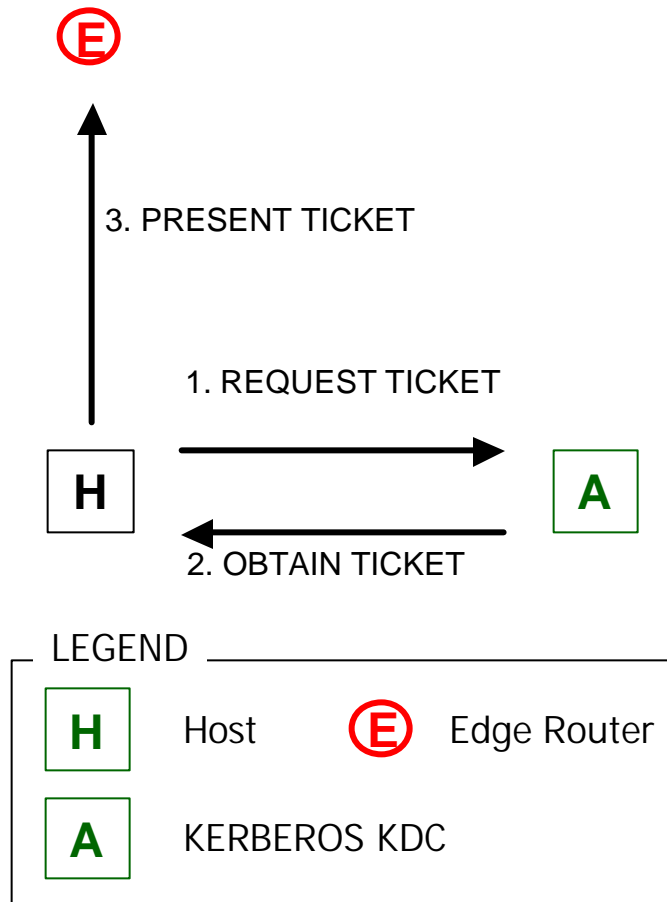 E
3. PRESENT TICKET
1. REQUEST TICKET
H
A
2. OBTAIN TICKET
LEGEND
H Host E Edge Router
A KERBEROS KDC